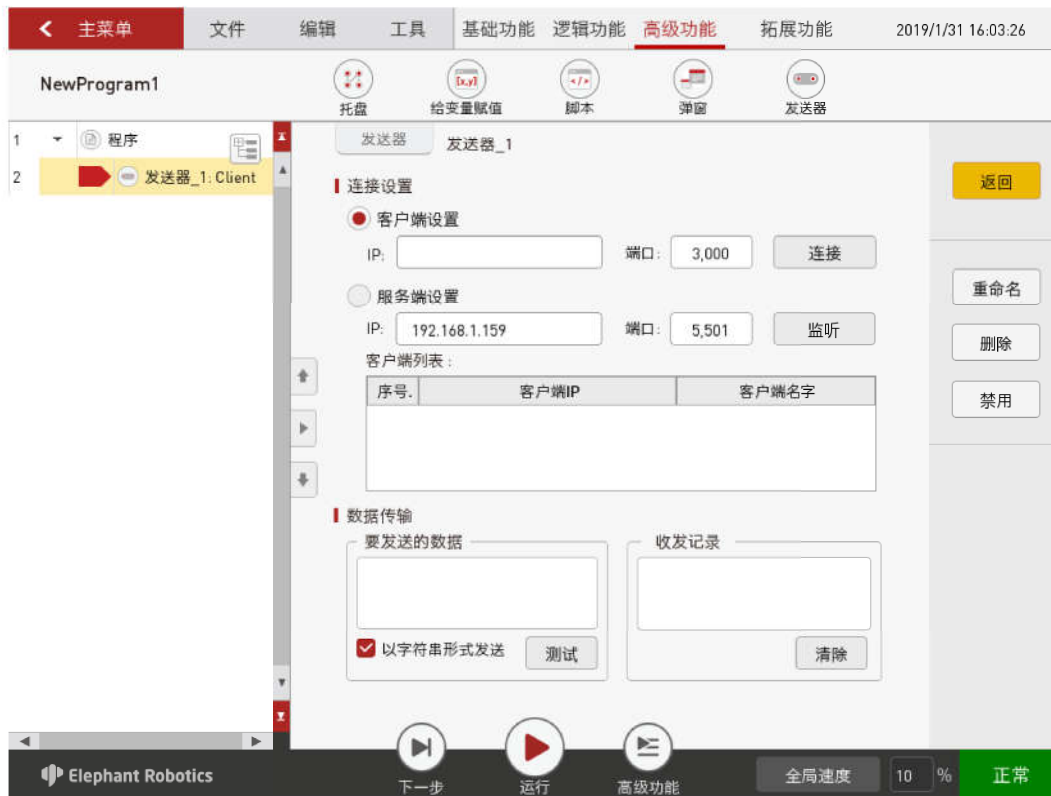 主菜单 文件 编辑 工具 基础功能 逻辑功能 高级功能 拓展功能 2019/1/31 16:03:26
NewProgram1
托盘 给变量赋值 脚本 弹窗 发送器
[x,y] </>
1 程序
2 发送器_1: Client
发送器 发送器_1
连接设置
返回
客户端设置
IP: 端口: 3,000 连接
服务端设置
重命名
IP: 192.168.1.159 端口: 5,501 监听
删除
客户端列表:
序号. 客户端IP 客户端名字
禁用
数据传输
要发送的数据 收发记录
以字符串形式发送 测试 清除
Elephant Robotics
下一步 运行 高级功能
全局速度 10 % 正常